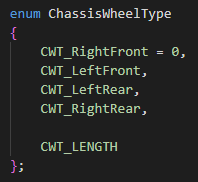 enum ChassisWheelType
{
    CWT_RightFront = 0,
    CWT_LeftFront,
    CWT_LeftRear,
    CWT_RightRear,

    CWT_LENGTH
};